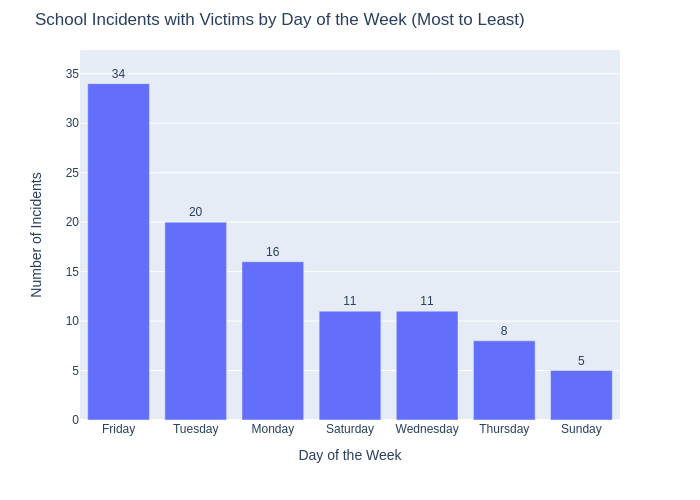 School Incidents with Victims by Day of the Week (Most to Least)
Number of Incidents
35
30
25
20
15
10
5
0
34
20
16
11
11
8
5
Friday
Tuesday
Monday
Saturday
Wednesday
Thursday
Sunday
Day of the Week